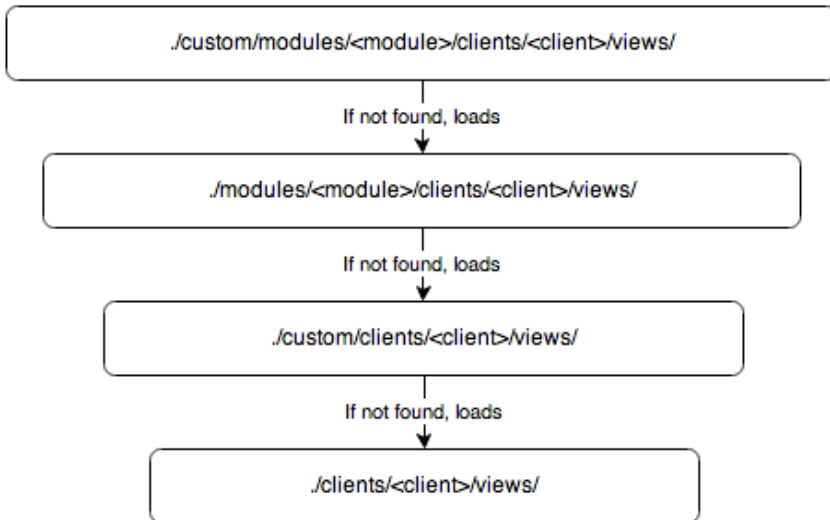 ./custom/modules/<module>/clients/<client>/views/
If not found, loads
./modules/<module>/clients/<client>/views/
If not found, loads
./custom/clients/<client>/views/
If not found, loads
./clients/<client>/views/